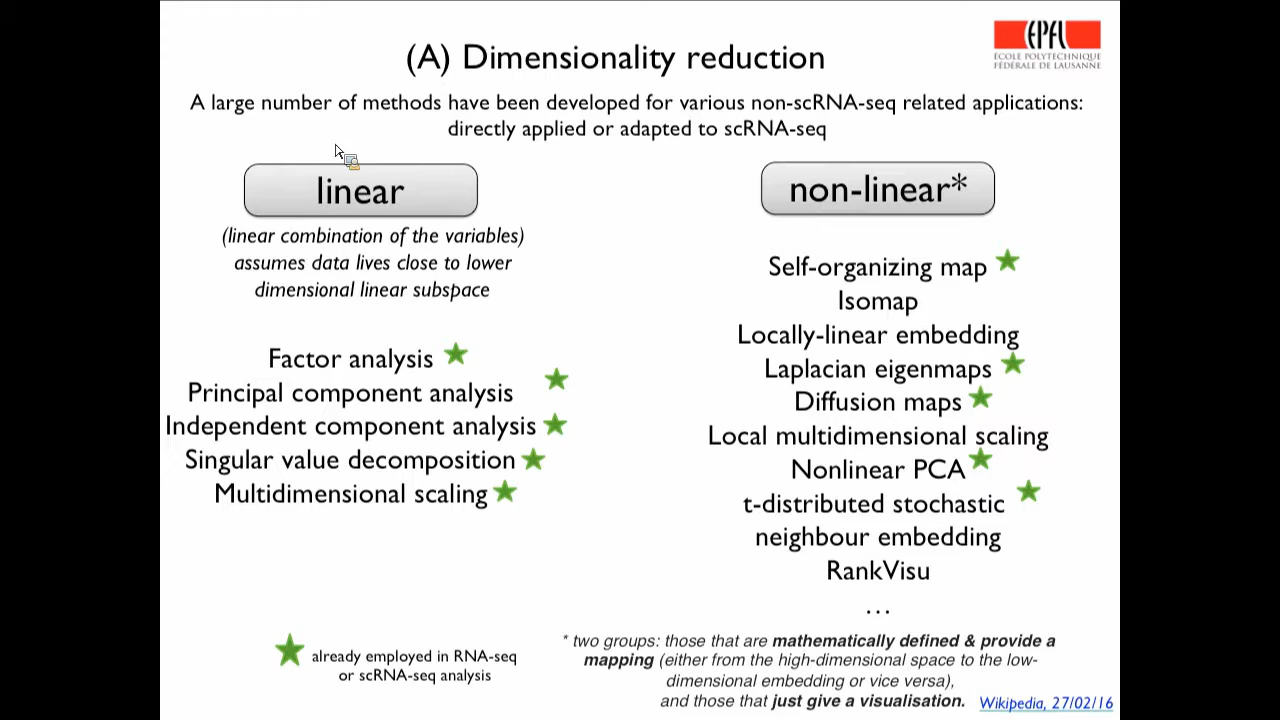 EPFL
ÉCOLE POLYTECHNIQUE
FÉDÉRALE DE LAUSANNE
(A) Dimensionality reduction
A large number of methods have been developed for various non-scRNA-seq related applications:
directly applied or adapted to scRNA-seq
linear
(linear combination of the variables)
assumes data lives close to lower
dimensional linear subspace
Factor analysis
Principal component analysis
Independent component analysis
Singular value decomposition
Multidimensional scaling
already employed in RNA-seq
or scRNA-seq analysis
non-linear*
Self-organizing map
Isomap
Locally-linear embedding
Laplacian eigenmaps
Diffusion maps
Local multidimensional scaling
Nonlinear PCA
t-distributed stochastic
neighbour embedding
RankVisu
…
* two groups: those that are mathematically defined & provide a
mapping (either from the high-dimensional space to the low-
dimensional embedding or vice versa),
and those that just give a visualisation.
Wikipedia, 27/02/16